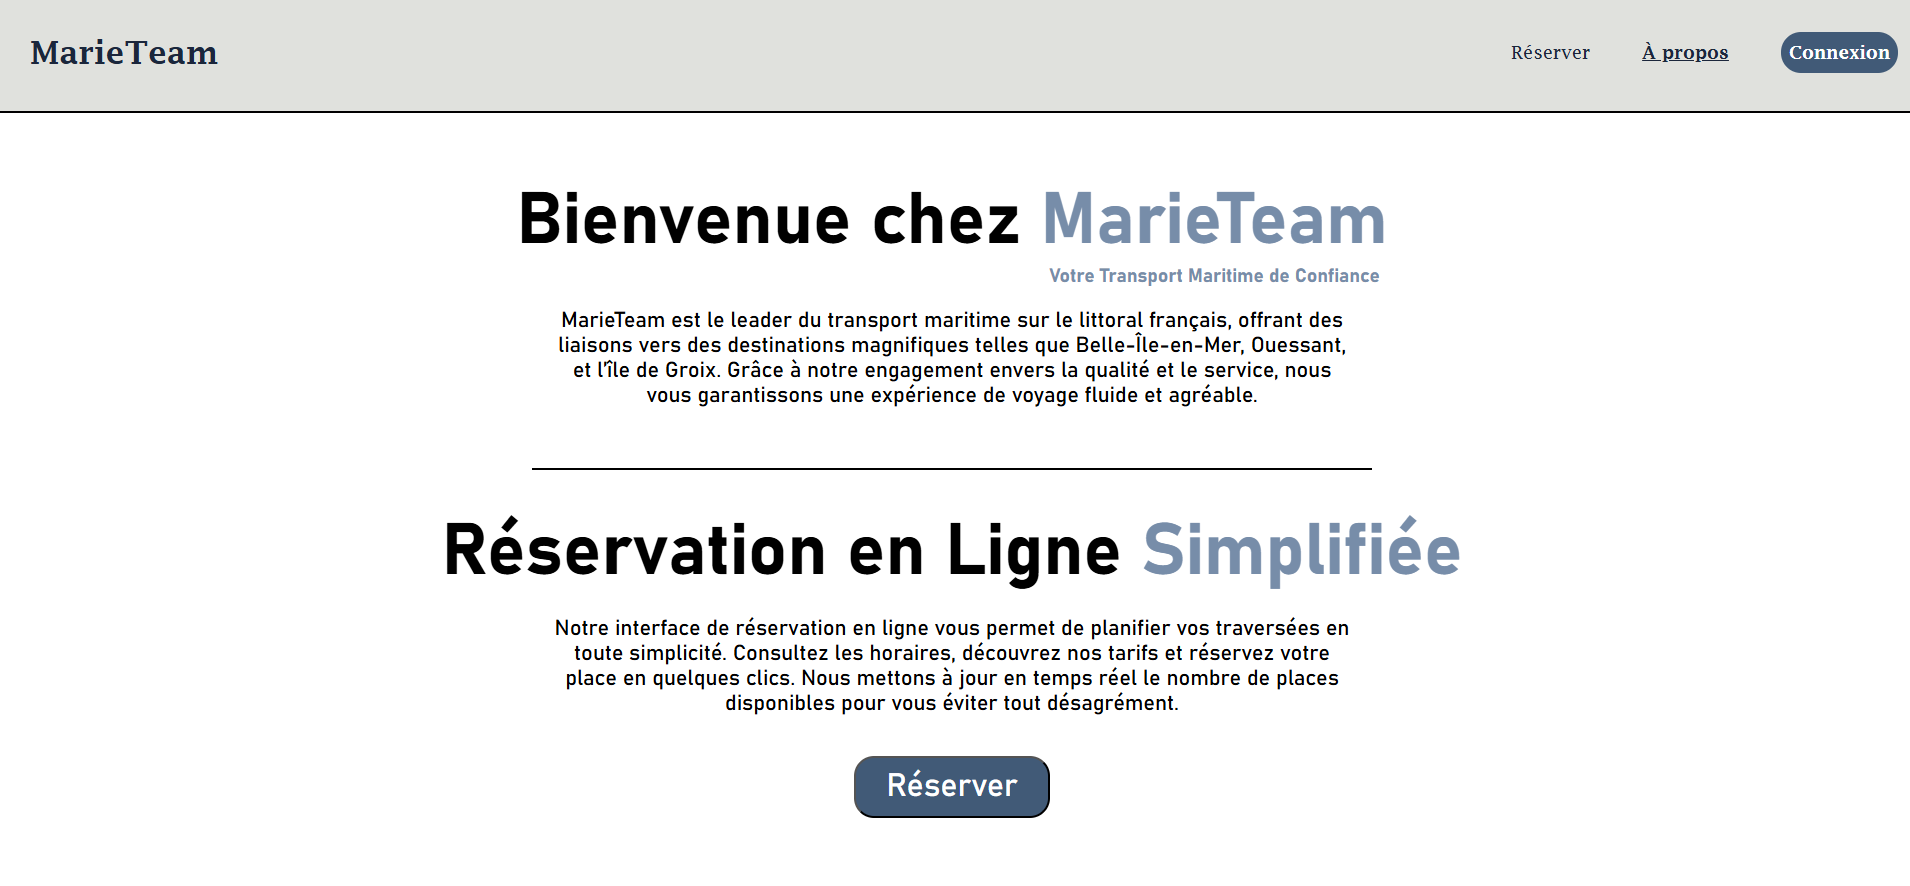 MarieTeam
Réserver
À propos
Connexion
Bienvenue chez MarieTeam
Votre Transport Maritime de Confiance
MarieTeam est le leader du transport maritime sur le littoral français, offrant des
liaisons vers des destinations magnifiques telles que Belle-Île-en-Mer, Ouessant,
et l'île de Groix. Grâce à notre engagement envers la qualité et le service, nous
vous garantissons une expérience de voyage fluide et agréable.
Réservation en Ligne Simplifiée
Notre interface de réservation en ligne vous permet de planifier vos traversées en
toute simplicité. Consultez les horaires, découvrez nos tarifs et réservez votre
place en quelques clics. Nous mettons à jour en temps réel le nombre de places
disponibles pour vous éviter tout désagrément.
Réserver